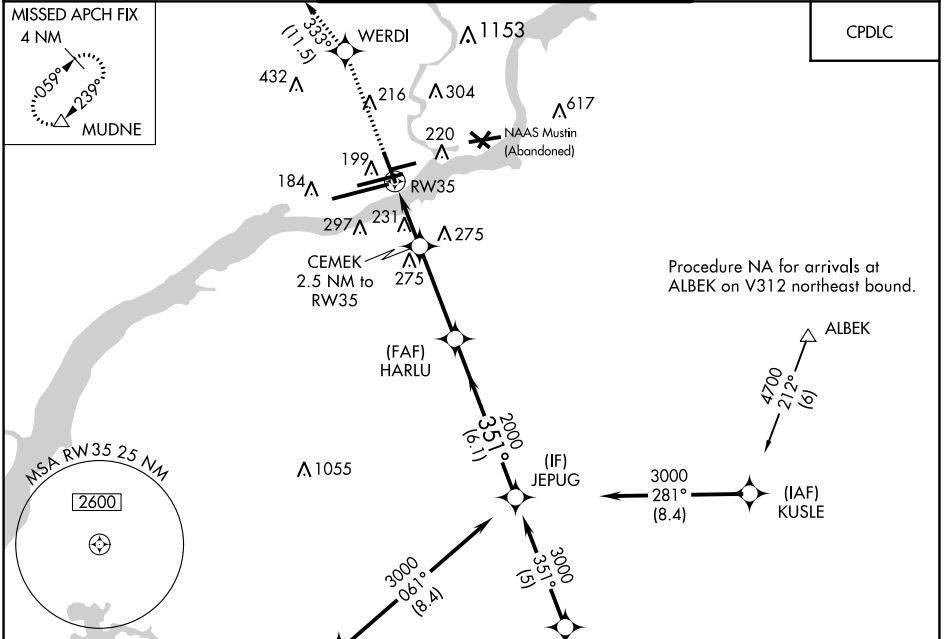 MISSED APCH FIX
4 NM
059°
239°
MUDNE
333°
(11.5)
WERDI
1153
CPDLC
432
216
304
617
220
NAAS Mustin
(Abandoned)
199
184
RW35
297
231
275
CEMEK
2.5 NM to
RW35
275
Procedure NA for arrivals at
ALBEK on V312 northeast bound.
ALBEK
(FAF)
HARLU
4700
212°
(6)
2000
351°
(6.1)
MSA RW35 25 NM
2600
1055
(IF)
JEPUG
3000
281°
(8.4)
(IAF)
KUSLE
3000
061°
(8.4)
3000
351°
(5)